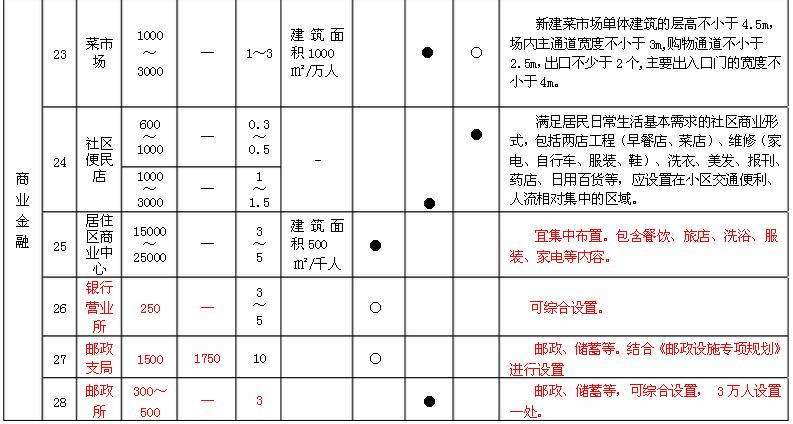 商业金融
23 菜市场 1000～3000 — 1～3 建筑面积1000㎡/万人 ● ○ 新建菜市场单体建筑的层高不小于4.5m,
场内主通道宽度不小于3m,购物通道不小于
2.5m,出口不少于2个,主要出入口门的宽度不
小于4m。
24 社区便民店 600～1000 — 0.3～0.5 - ● 满足居民日常生活基本需求的社区商业形
式，包括两店工程（早餐店、菜店）、维修（家
电、自行车、服装、鞋）、洗衣、美发、报刊、
药店、日用百货等，应设置在小区交通便利、
人流相对集中的区域。
1000～3000 — 1～1.5 ●
25 居住区商业中心 15000～25000 — 3～5 建筑面积500㎡/千人 ● 宜集中布置。包含餐饮、旅店、洗浴、服
装、家电等内容。
26 银行营业所 250 — 3～5 ○ 可综合设置。
27 邮政支局 1500 1750 10 ○ 邮政、储蓄等。结合《邮政设施专项规划》
进行设置
28 邮政所 300～500 — 3 ● 邮政、储蓄等，可综合设置， 3万人设置
一处。